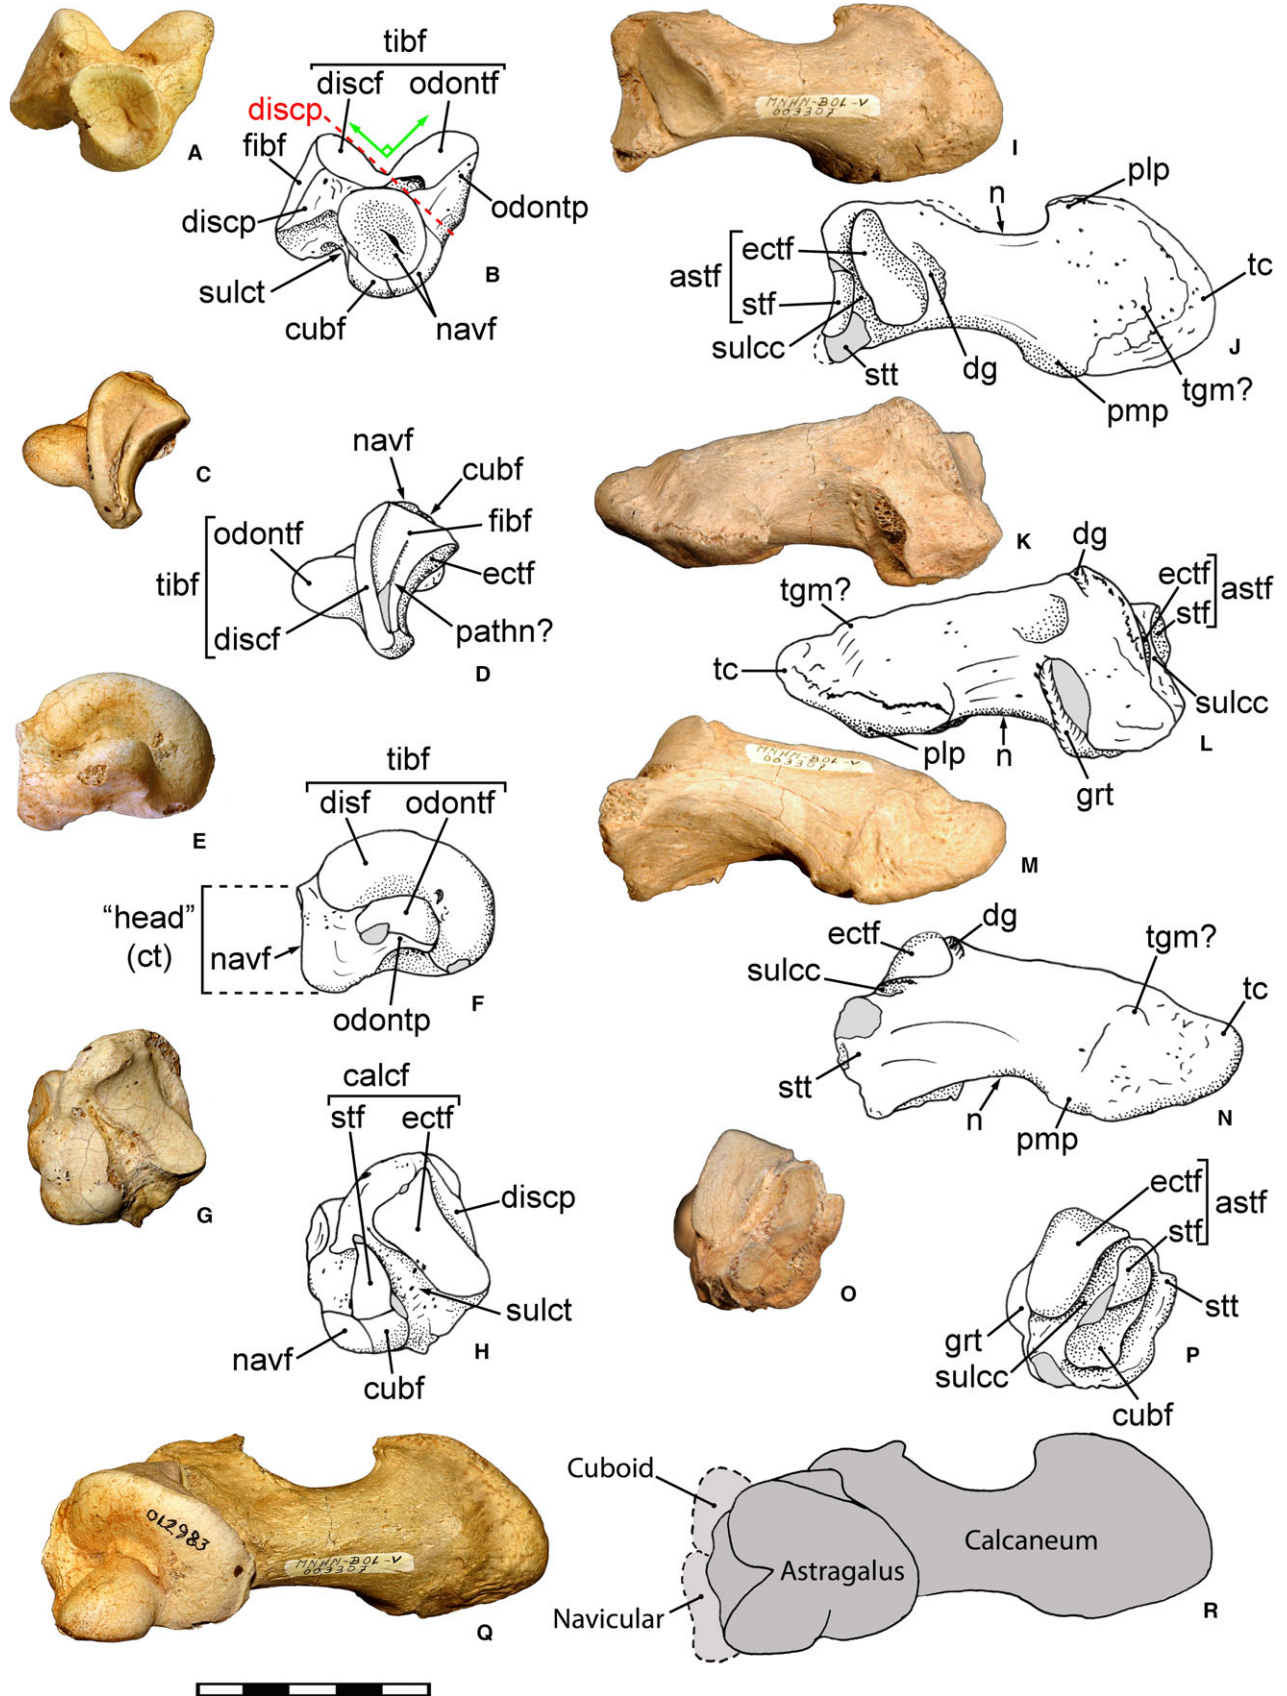 A
tibf
discf odontf
discp
fibf
discp
odontp
sulct
cubf
navf
B
C
navf
cubf
fibf
odontf
ectf
tibf
discf
pathn?
D
E
tibf
disf odontf
"head"
(ct)
navf
odontp
F
G
calcf
stf ectf
discp
sulct
navf
cubf
H
MNHN-BOL-V
003307
I
plp
n
ectf
astf
stf
tc
sulcc
stt
dg
J
tgm?
pmp
K
dg
ectf
astf
stf
tgm?
tc
sulcc
plp
n
grt
L
MNHN-BOL-V
003307
M
ectf
dg
tgm?
sulcc
tc
stt
n
pmp
N
O
ectf
astf
stf
stt
grt
sulcc
cubf
P
012983
MNHN-BOL-V
003307
Q
Cuboid
Astragalus
Calcaneum
Navicular
R